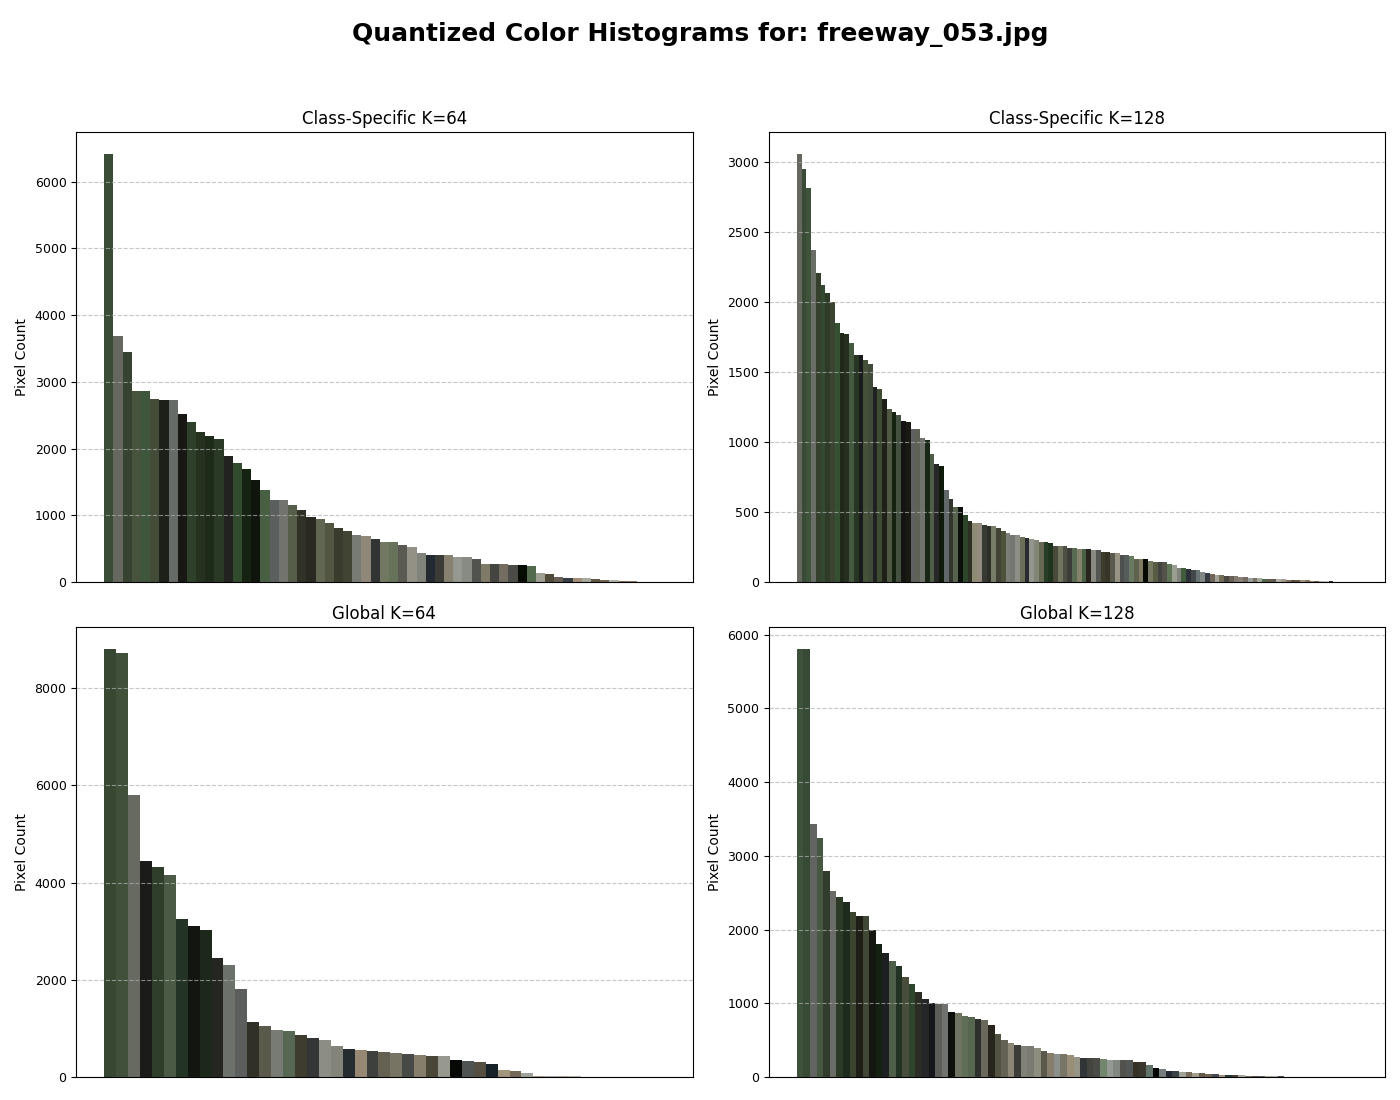 Quantized Color Histograms for: freeway_053.jpg
Class-Specific K=64
Pixel Count
6000
5000
4000
3000
2000
1000
0
Class-Specific K=128
Pixel Count
3000
2500
2000
1500
1000
500
0
Global K=64
Pixel Count
8000
6000
4000
2000
0
Global K=128
Pixel Count
6000
5000
4000
3000
2000
1000
0